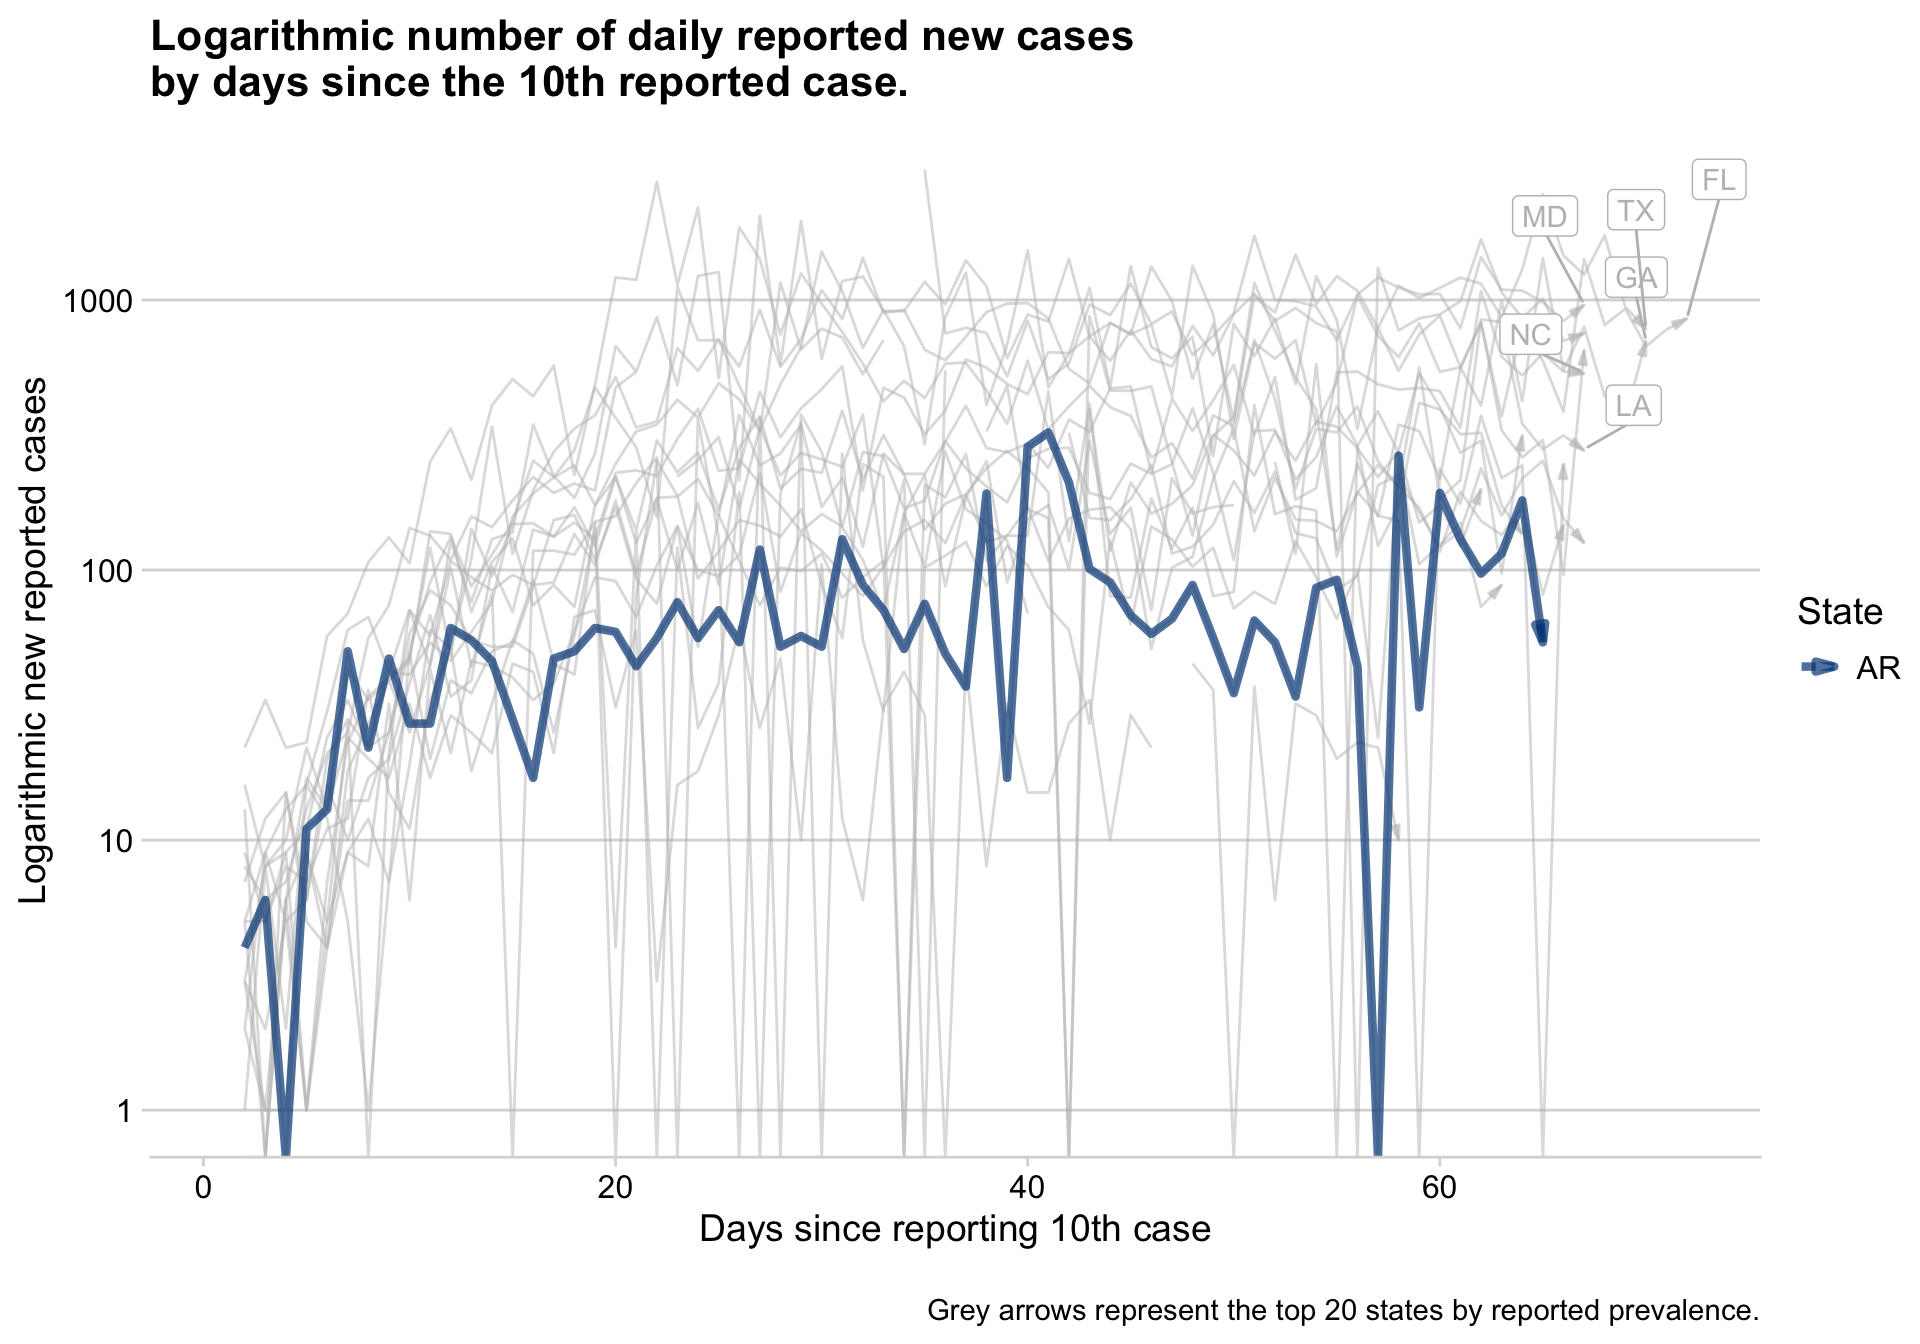 Logarithmic number of daily reported new cases
by days since the 10th reported case.
FL
MD
TX
GA
NC
LA
1000
100
10
1
Logarithmic new reported cases
State
AR
0
20
40
60
Days since reporting 10th case
Grey arrows represent the top 20 states by reported prevalence.